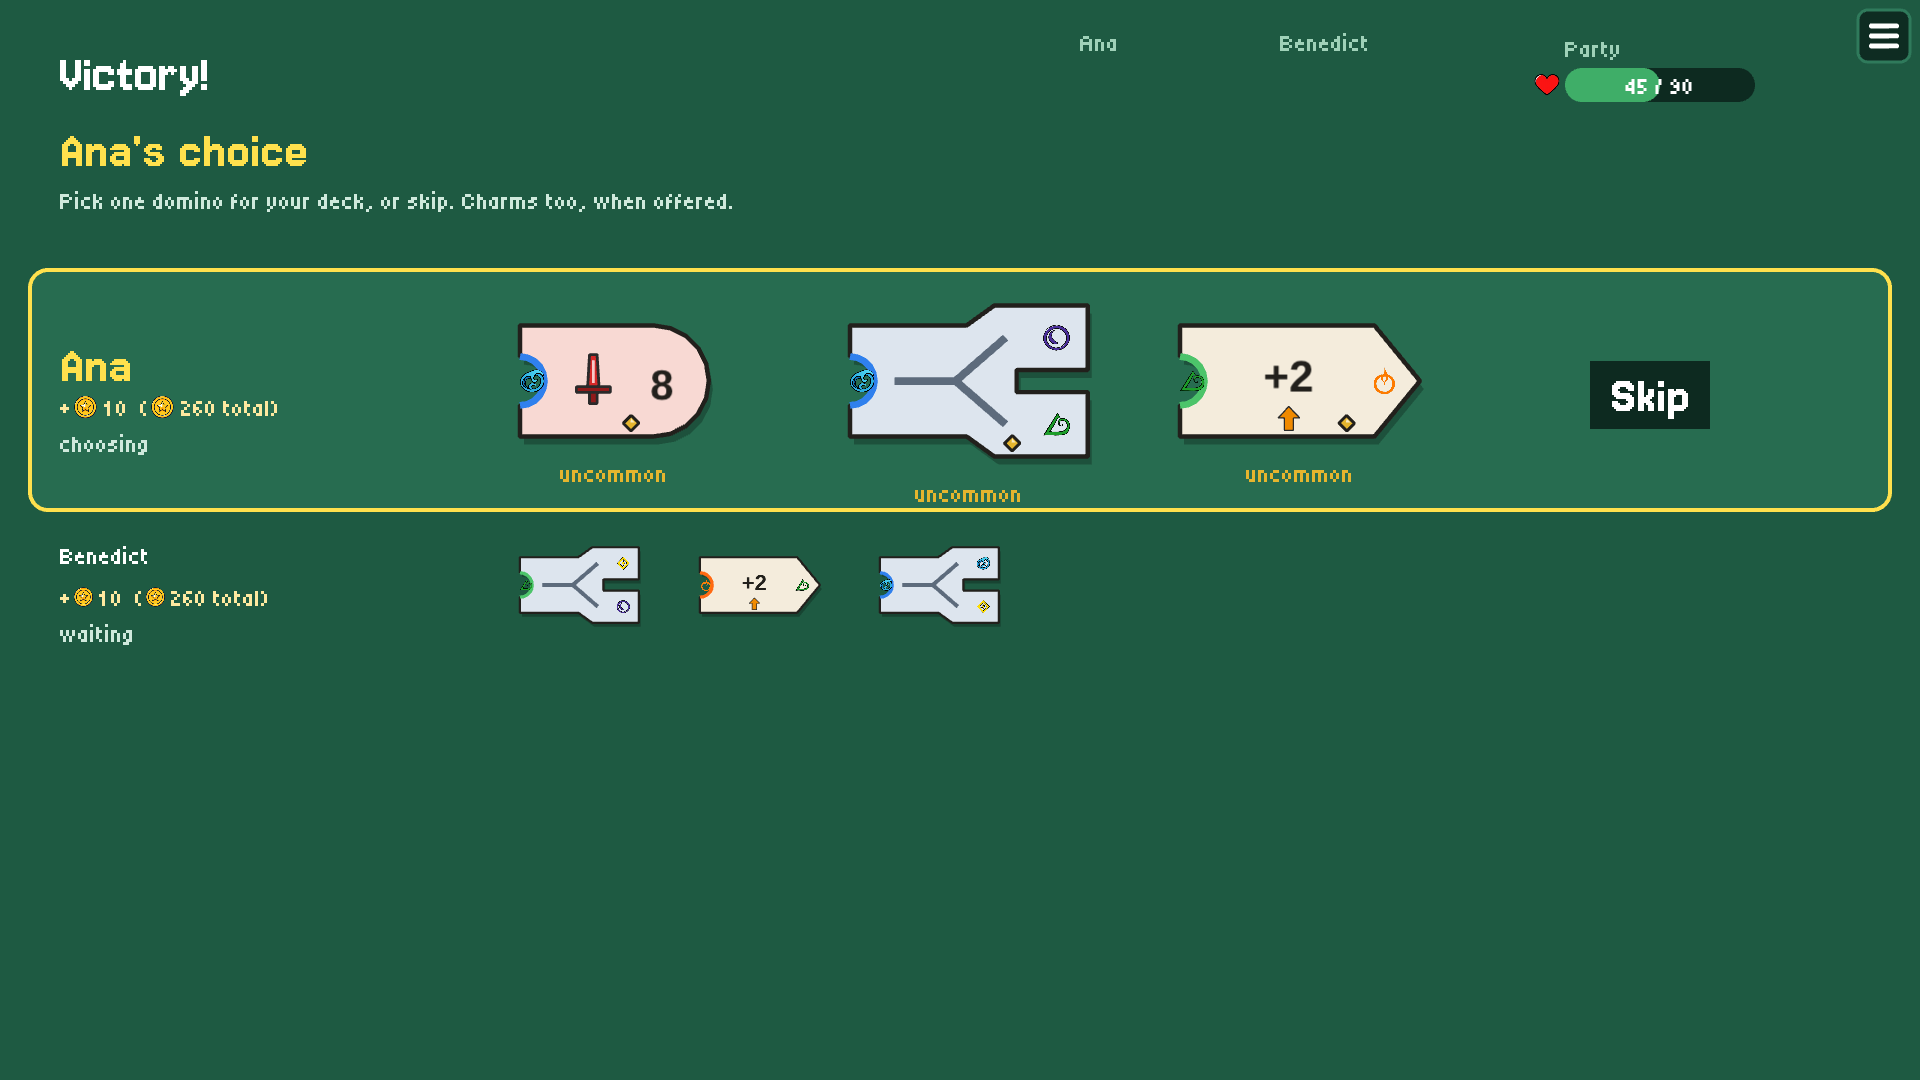 Victory!
Ana
Benedict
Party
45 / 90
Ana's choice
Pick one domino for your deck, or skip. Charms too, when offered.
Ana
+ 10 (260 total)
choosing
8
uncommon
uncommon
+2
uncommon
Skip
Benedict
+ 10 (260 total)
waiting
+2